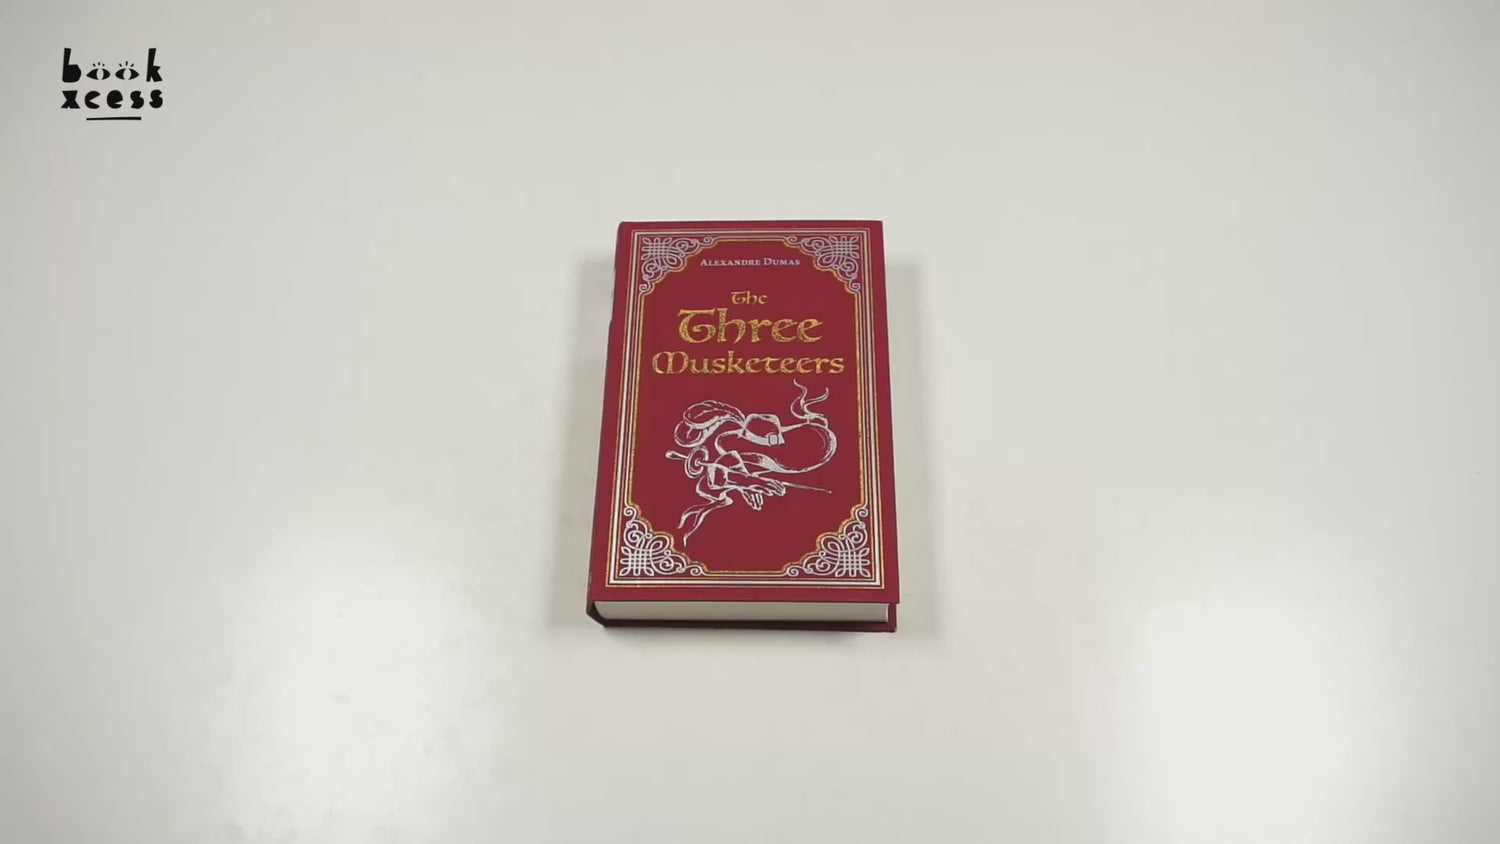 book
xcess
Alexandre Dumas
The
Three
Musketeers